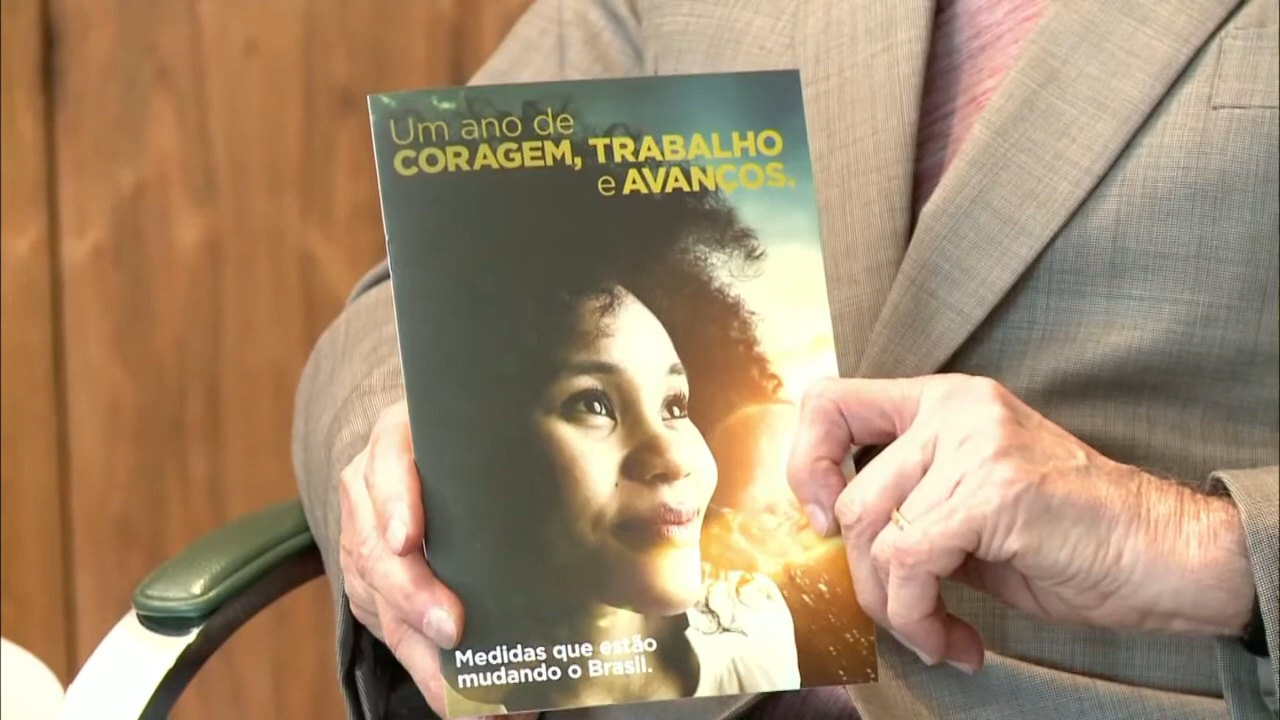 Um ano de
CORAGEM, TRABALHO
e AVANÇOS.
Medidas que estão
mudando o Brasil.